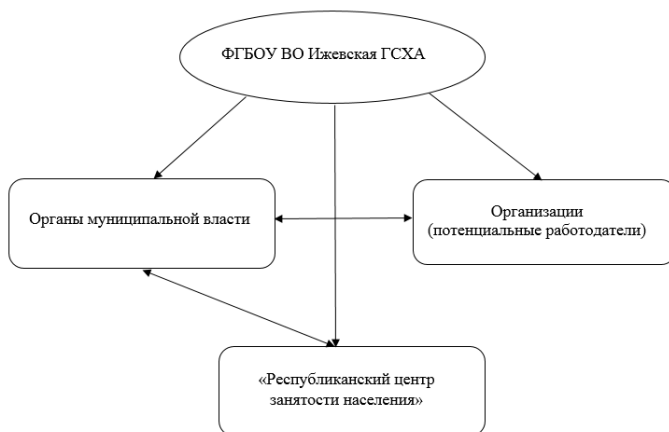 ФГБОУ ВО Ижевская ГСХА
Органы муниципальной власти
Организации
(потенциальные работодатели)
«Республиканский центр
занятости населения»